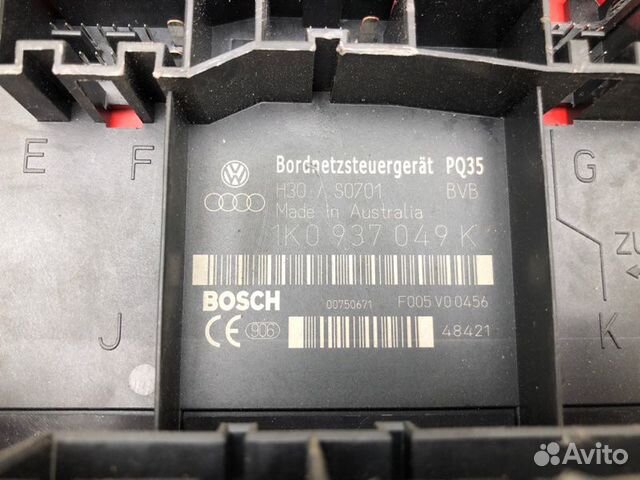 Bordnetzsteuergerät PQ35
H30 / S0701 BVB
Made in Australia
1K0 937 049 K
BOSCH 00750671 F005 V0 0456
CE 906 48421
E F
J
G
ZU
K
Avito